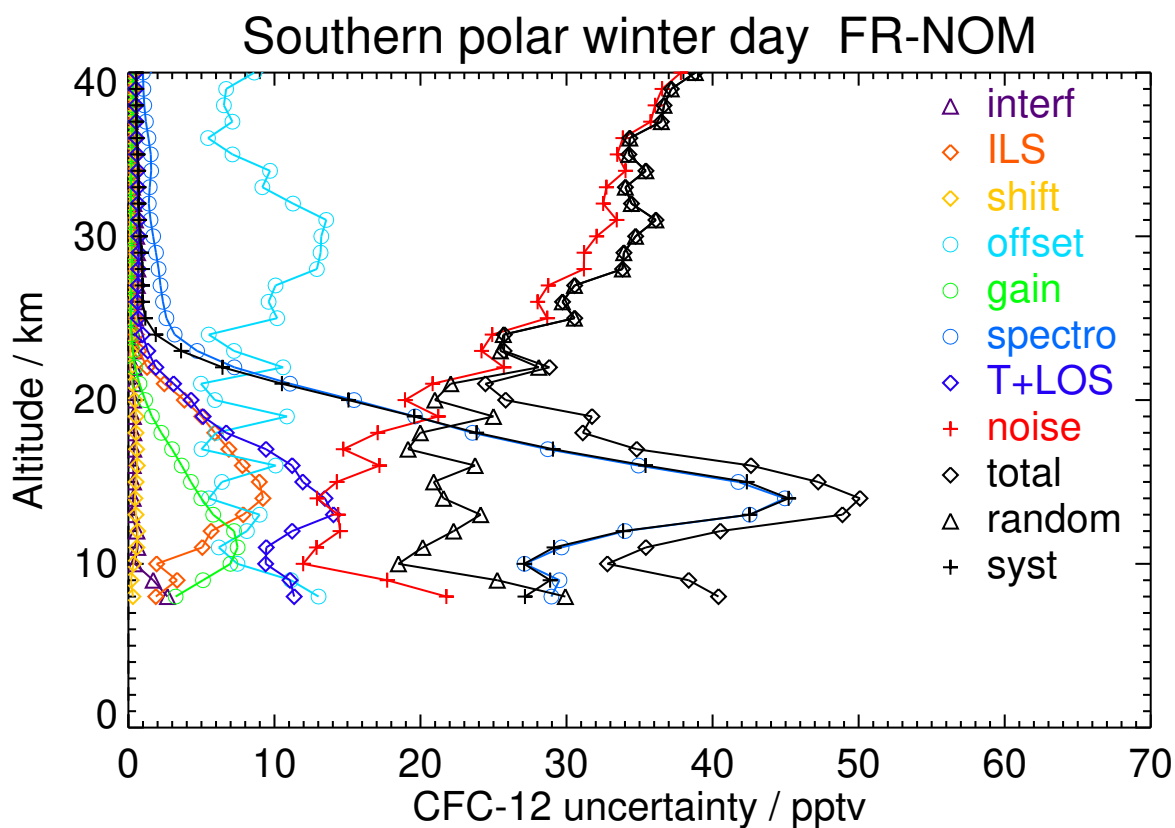 Southern polar winter day FR-NOM
40
30
20
10
0
Altitude / km
interf
ILS
shift
offset
gain
spectro
T+LOS
noise
total
random
syst
0 10 20 30 40 50 60 70
CFC-12 uncertainty / pptv